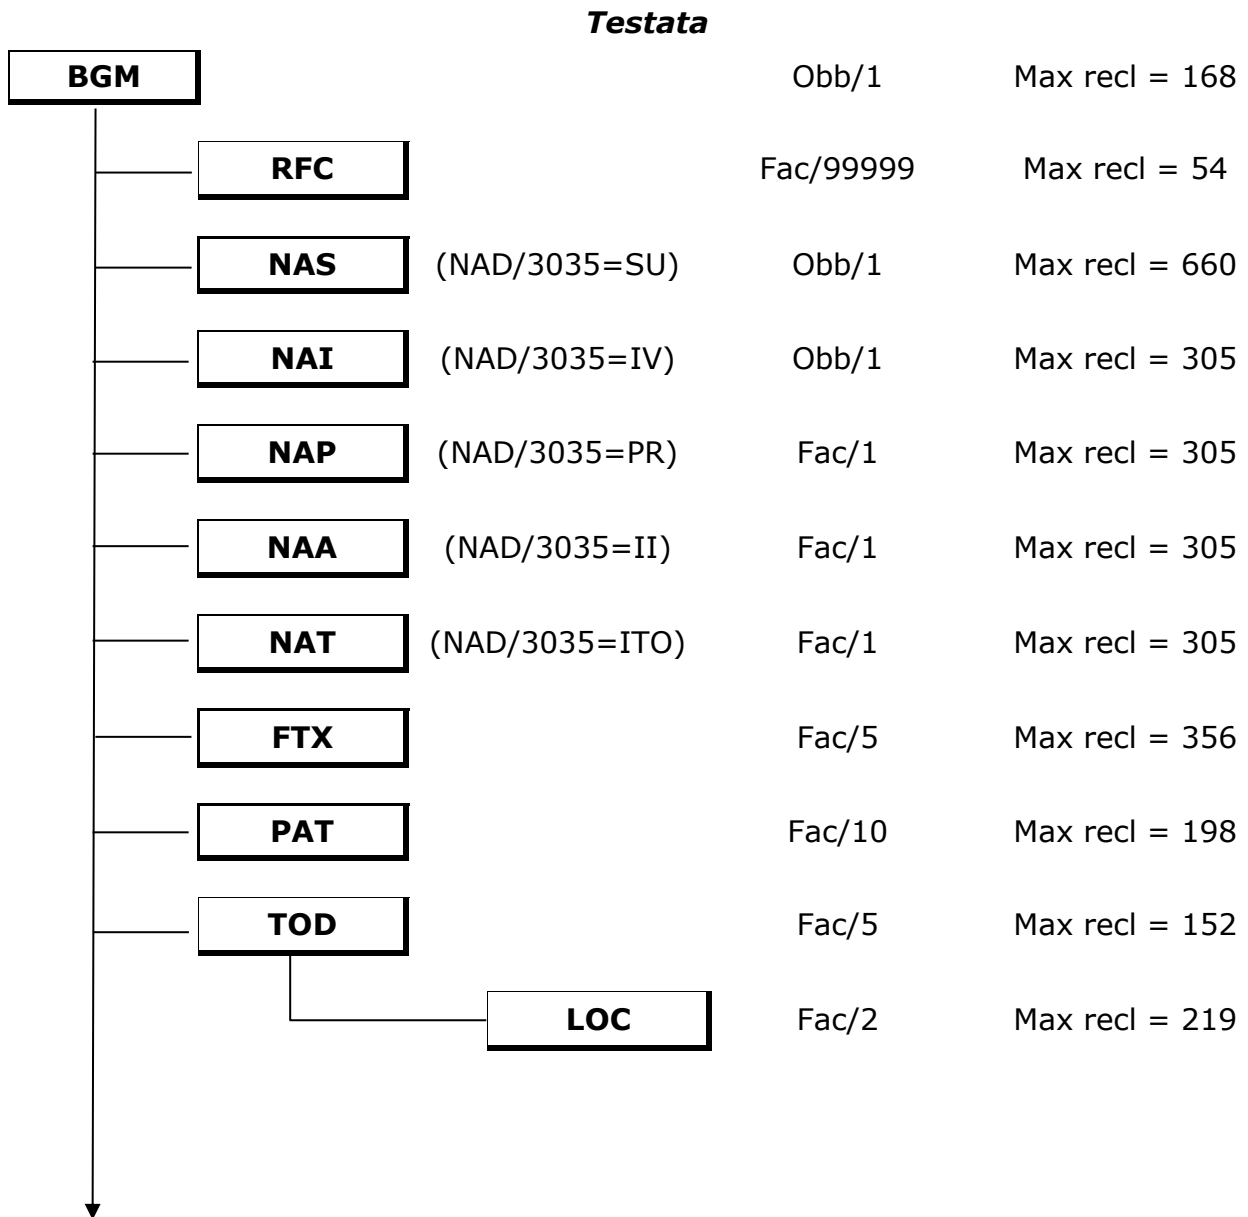 Testata
BGM Obb/1 Max recl = 168
RFC Fac/99999 Max recl = 54
NAS (NAD/3035=SU) Obb/1 Max recl = 660
NAI (NAD/3035=IV) Obb/1 Max recl = 305
NAP (NAD/3035=PR) Fac/1 Max recl = 305
NAA (NAD/3035=II) Fac/1 Max recl = 305
NAT (NAD/3035=ITO) Fac/1 Max recl = 305
FTX Fac/5 Max recl = 356
PAT Fac/10 Max recl = 198
TOD Fac/5 Max recl = 152
LOC Fac/2 Max recl = 219